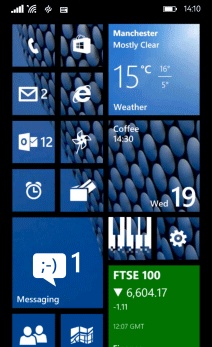 14:10
Manchester
Mostly Clear
15 °C
16°
5°
Weather
2
Coffee
14:30
12
Wed 19
;-)
1
Messaging
FTSE 100
▼ 6,604.17
-1.11
12:07 GMT